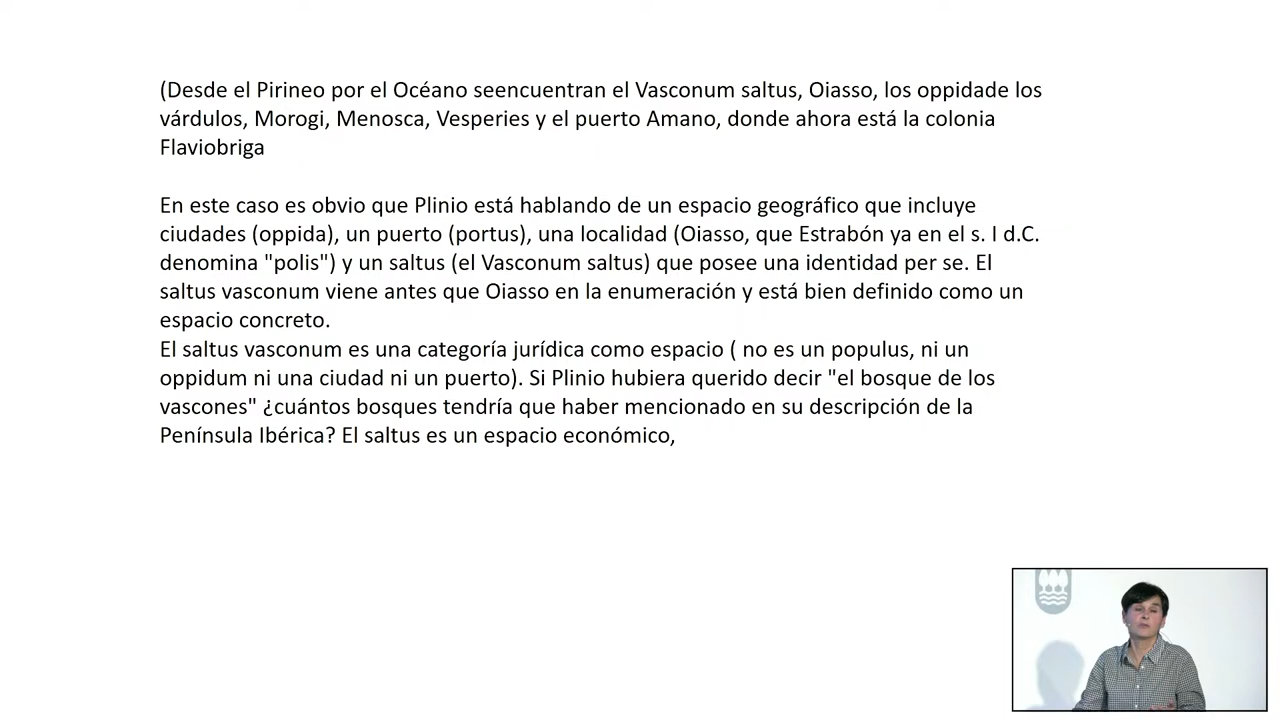 (Desde el Pirineo por el Océano seencuentran el Vasconum saltus, Oiasso, los oppidade los
várdulos, Morogi, Menosca, Vesperies y el puerto Amano, donde ahora está la colonia
Flaviobriga
En este caso es obvio que Plinio está hablando de un espacio geográfico que incluye
ciudades (oppida), un puerto (portus), una localidad (Oiasso, que Estrabón ya en el s. I d.C.
denomina "polis") y un saltus (el Vasconum saltus) que posee una identidad per se. El
saltus vasconum viene antes que Oiasso en la enumeración y está bien definido como un
espacio concreto.
El saltus vasconum es una categoría jurídica como espacio ( no es un populus, ni un
oppidum ni una ciudad ni un puerto). Si Plinio hubiera querido decir "el bosque de los
vascones" ¿cuántos bosques tendría que haber mencionado en su descripción de la
Península Ibérica? El saltus es un espacio económico,